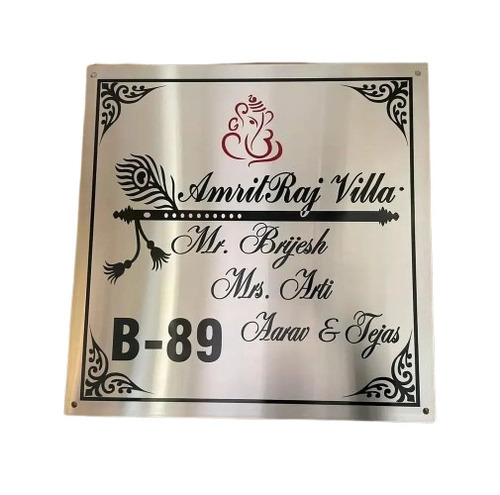 AmritRaj Villa
Mr. Brijesh
Mrs. Arti
Aarav & Tejas
B-89